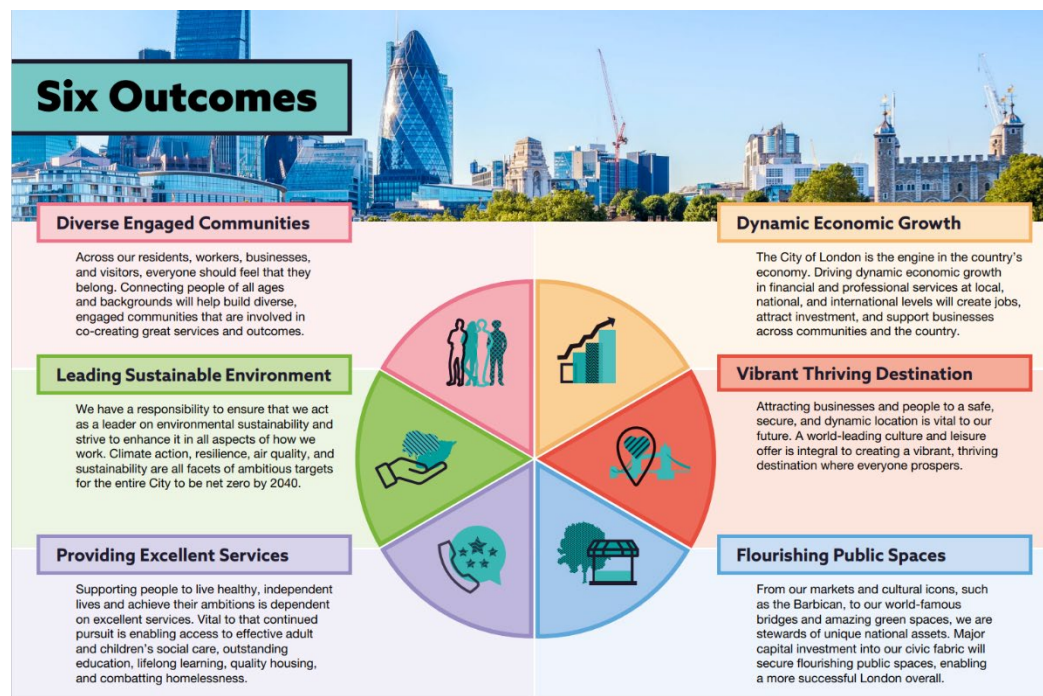 Six Outcomes
Diverse Engaged Communities
Across our residents, workers, businesses,
and visitors, everyone should feel that they
belong. Connecting people of all ages
and backgrounds will help build diverse,
engaged communities that are involved in
co-creating great services and outcomes.
Leading Sustainable Environment
We have a responsibility to ensure that we act
as a leader on environmental sustainability and
strive to enhance it in all aspects of how we
work. Climate action, resilience, air quality, and
sustainability are all facets of ambitious targets
for the entire City to be net zero by 2040.
Providing Excellent Services
Supporting people to live healthy, independent
lives and achieve their ambitions is dependent
on excellent services. Vital to that continued
pursuit is enabling access to effective adult
and children's social care, outstanding
education, lifelong learning, quality housing,
and combatting homelessness.
Dynamic Economic Growth
The City of London is the engine in the country's
economy. Driving dynamic economic growth
in financial and professional services at local,
national, and international levels will create jobs,
attract investment, and support businesses
across communities and the country.
Vibrant Thriving Destination
Attracting businesses and people to a safe,
secure, and dynamic location is vital to our
future. A world-leading culture and leisure
offer is integral to creating a vibrant, thriving
destination where everyone prospers.
Flourishing Public Spaces
From our markets and cultural icons, such
as the Barbican, to our world-famous
bridges and amazing green spaces, we are
stewards of unique national assets. Major
capital investment into our civic fabric will
secure flourishing public spaces, enabling
a more successful London overall.